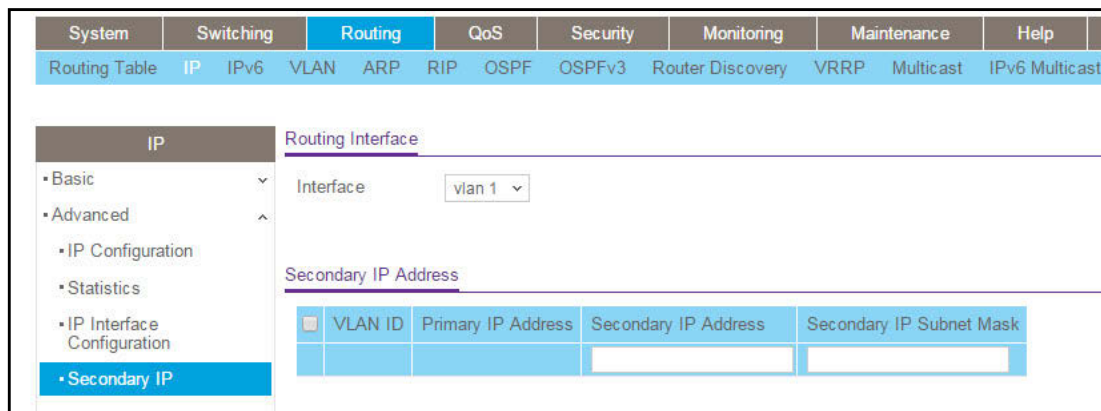 System Switching Routing QoS Security Monitoring Maintenance Help
Routing Table IP IPv6 VLAN ARP RIP OSPF OSPFv3 Router Discovery VRRP Multicast IPv6 Multicast
IP
Basic
Advanced
IP Configuration
Statistics
IP Interface
Configuration
Secondary IP
Routing Interface
Interface vlan 1
Secondary IP Address
VLAN ID Primary IP Address Secondary IP Address Secondary IP Subnet Mask